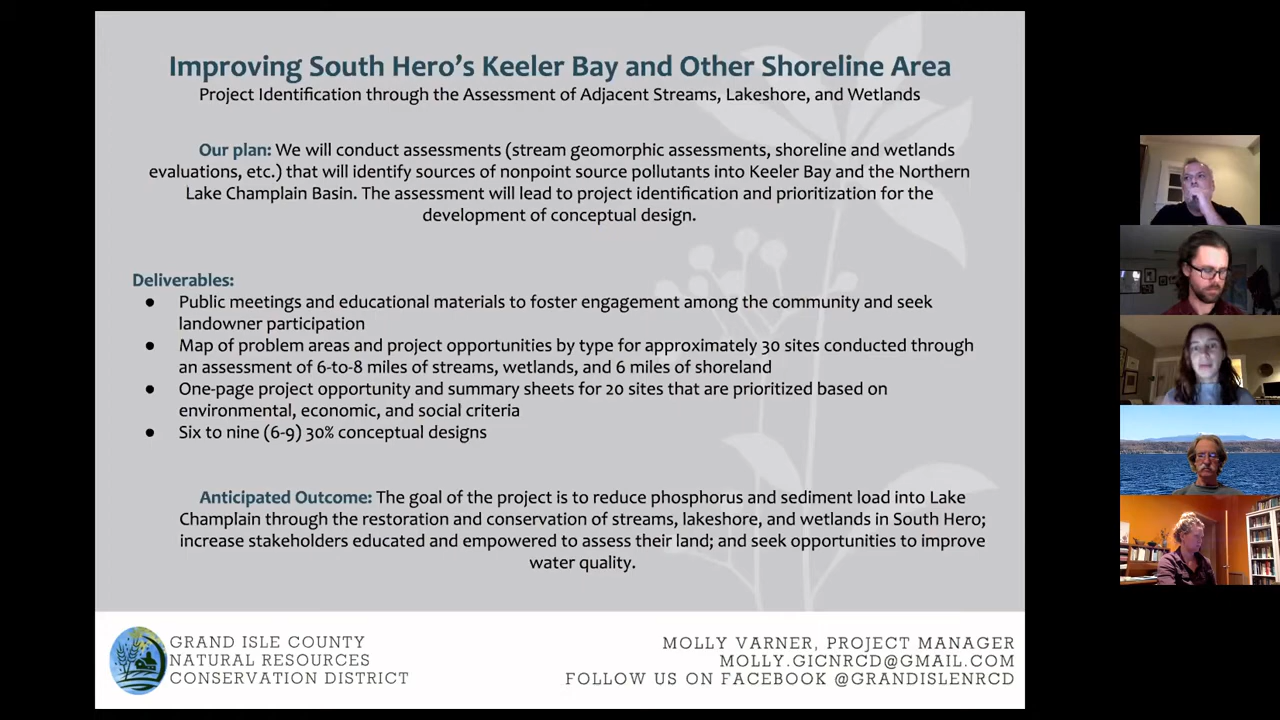 Improving South Hero's Keeler Bay and Other Shoreline Area
Project Identification through the Assessment of Adjacent Streams, Lakeshore, and Wetlands
Our plan: We will conduct assessments (stream geomorphic assessments, shoreline and wetlands
evaluations, etc.) that will identify sources of nonpoint source pollutants into Keeler Bay and the Northern
Lake Champlain Basin. The assessment will lead to project identification and prioritization for the
development of conceptual design.
Deliverables:
● Public meetings and educational materials to foster engagement among the community and seek
landowner participation
● Map of problem areas and project opportunities by type for approximately 30 sites conducted through
an assessment of 6-to-8 miles of streams, wetlands, and 6 miles of shoreland
● One-page project opportunity and summary sheets for 20 sites that are prioritized based on
environmental, economic, and social criteria
● Six to nine (6-9) 30% conceptual designs
Anticipated Outcome: The goal of the project is to reduce phosphorus and sediment load into Lake
Champlain through the restoration and conservation of streams, lakeshore, and wetlands in South Hero;
increase stakeholders educated and empowered to assess their land; and seek opportunities to improve
water quality.
GRAND ISLE COUNTY
NATURAL RESOURCES
CONSERVATION DISTRICT
MOLLY VARNER, PROJECT MANAGER
MOLLY.GICNRCD@GMAIL.COM
FOLLOW US ON FACEBOOK @GRANDISLENRCD